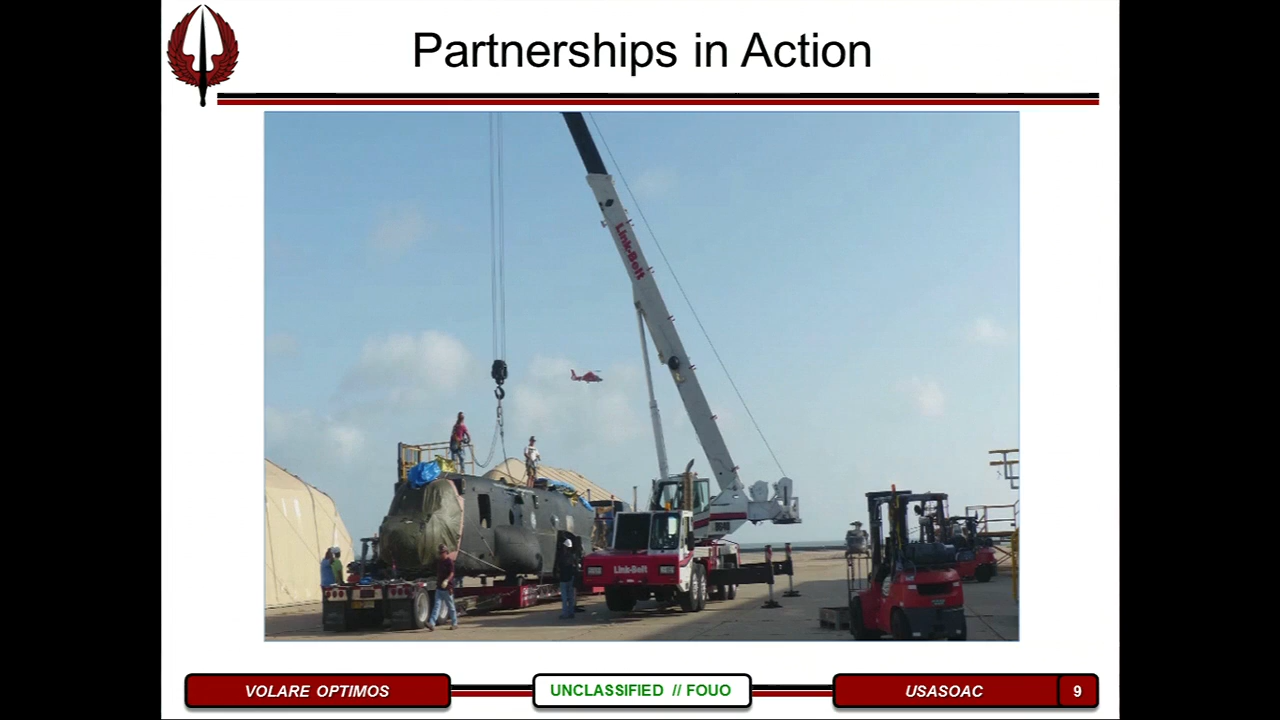 Partnerships in Action
Link-Belt
Link-Belt
VOLARE OPTIMOS
UNCLASSIFIED // FOUO
USASOAC
9